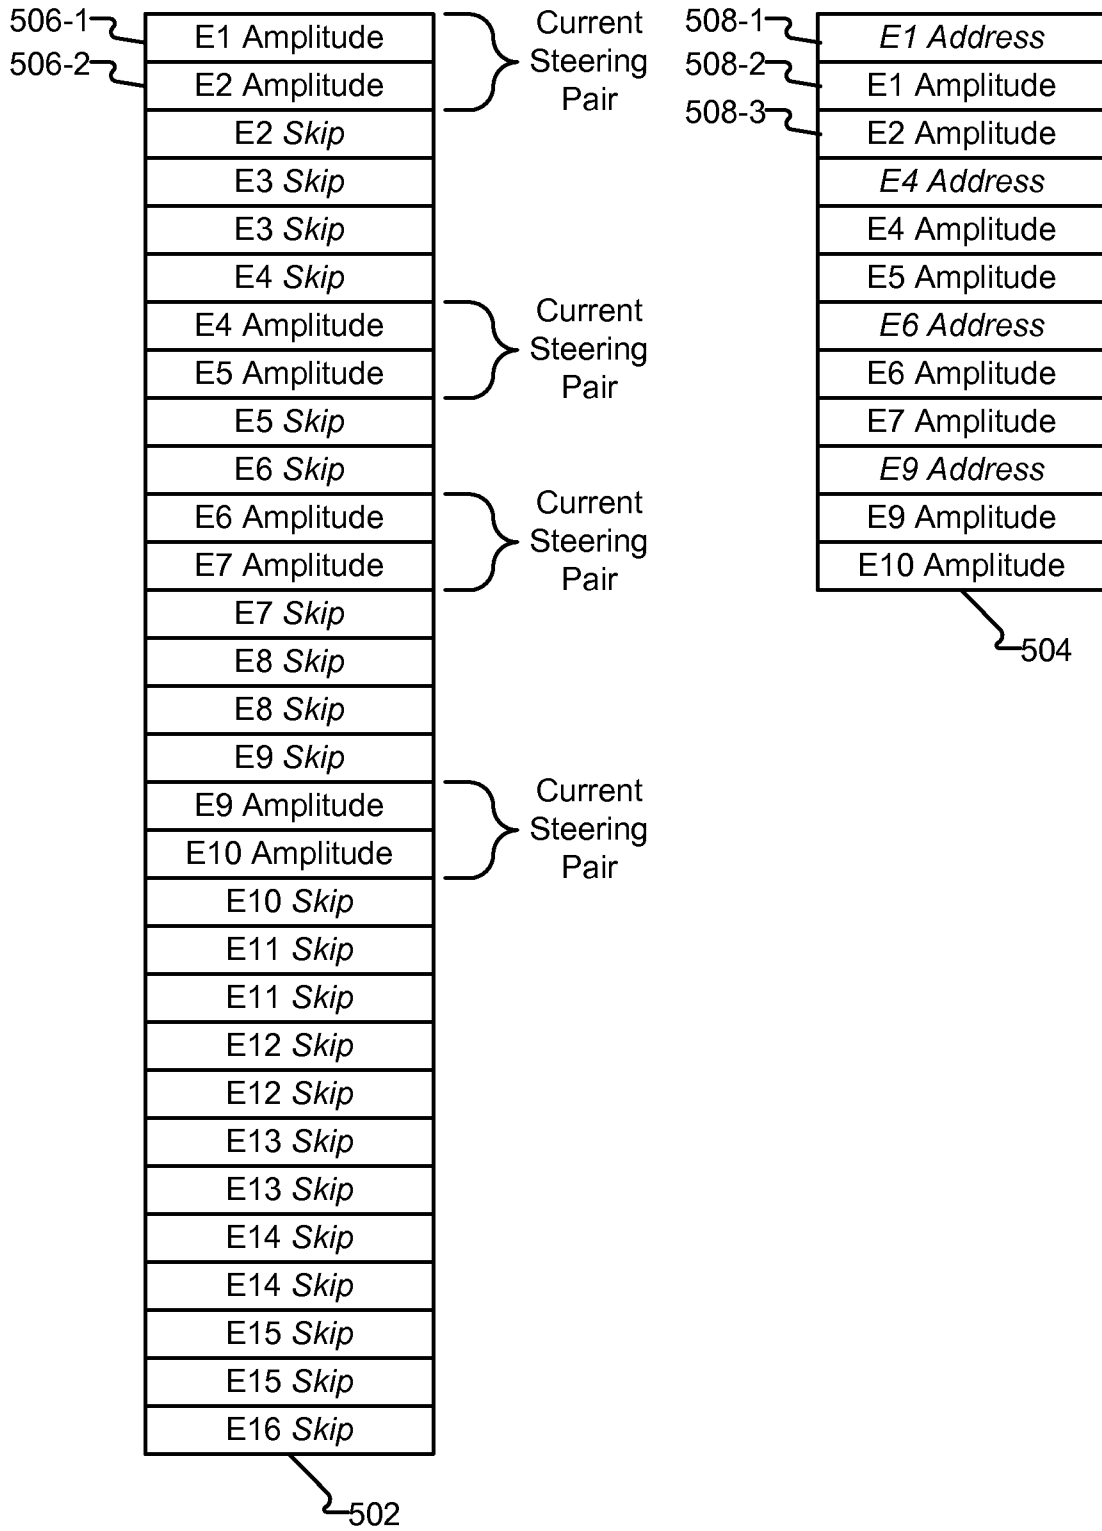 506-1
506-2
E1 Amplitude
E2 Amplitude
E2 Skip
E3 Skip
E3 Skip
E4 Skip
E4 Amplitude
E5 Amplitude
E5 Skip
E6 Skip
E6 Amplitude
E7 Amplitude
E7 Skip
E8 Skip
E8 Skip
E9 Skip
E9 Amplitude
E10 Amplitude
E10 Skip
E11 Skip
E11 Skip
E12 Skip
E12 Skip
E13 Skip
E13 Skip
E14 Skip
E14 Skip
E15 Skip
E15 Skip
E16 Skip
502
Current
Steering
Pair
Current
Steering
Pair
Current
Steering
Pair
Current
Steering
Pair
508-1
508-2
508-3
E1 Address
E1 Amplitude
E2 Amplitude
E4 Address
E4 Amplitude
E5 Amplitude
E6 Address
E6 Amplitude
E7 Amplitude
E9 Address
E9 Amplitude
E10 Amplitude
504